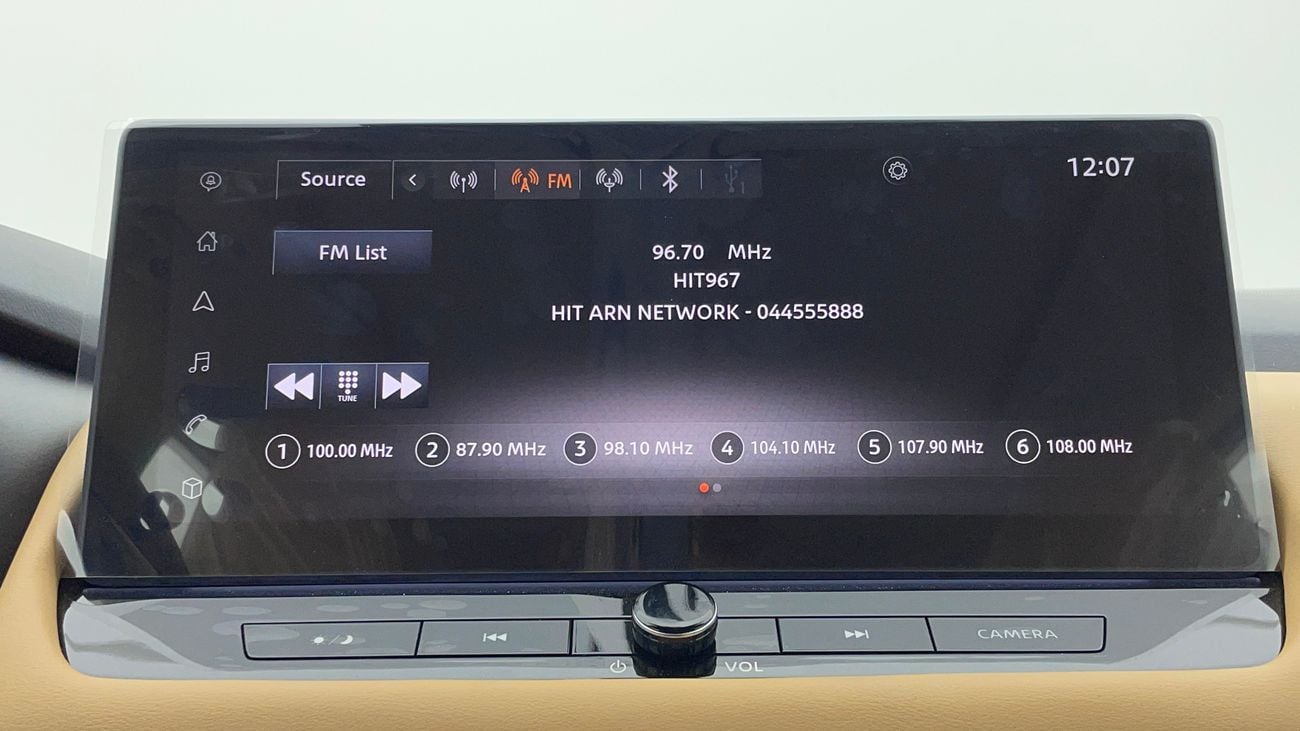 Source FM 1 12:07
FM List 96.70 MHz
HIT967
HIT ARN NETWORK - 044555888
TUNE
1 100.00 MHz 2 87.90 MHz 3 98.10 MHz 4 104.10 MHz 5 107.90 MHz 6 108.00 MHz
CAMERA
VOL